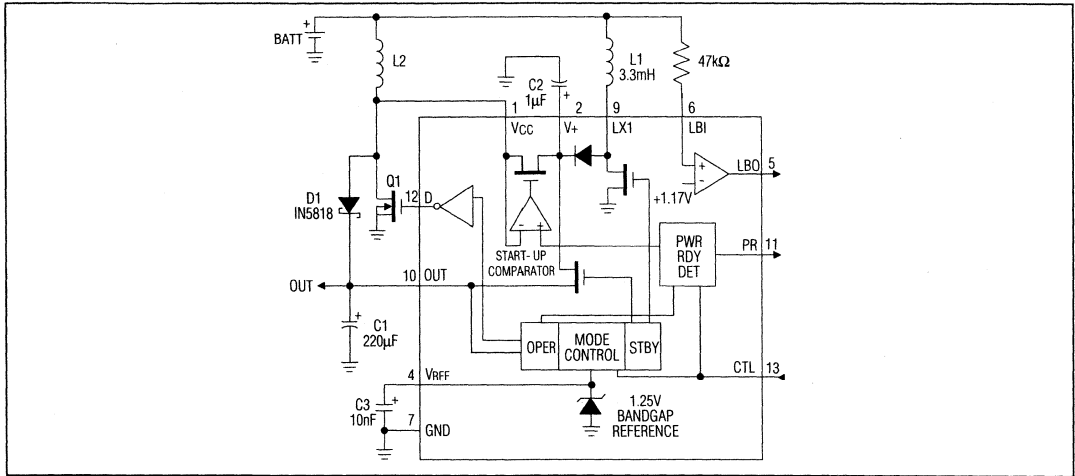 BATT
+
L2
C2
1µF
+
L1
3.3mH
47kΩ
1
2
9
6
VCC
V+
LX1
LBI
+
−
LBO 5
+1.17V
D1
IN5818
Q1
12 D
−
+
START-UP
COMPARATOR
PWR
RDY
DET
PR 11
OUT
10 OUT
+
C1
220µF
OPER
MODE
CONTROL
STBY
CTL 13
4 VRFF
C3
10nF
+
7 GND
1.25V
BANDGAP
REFERENCE